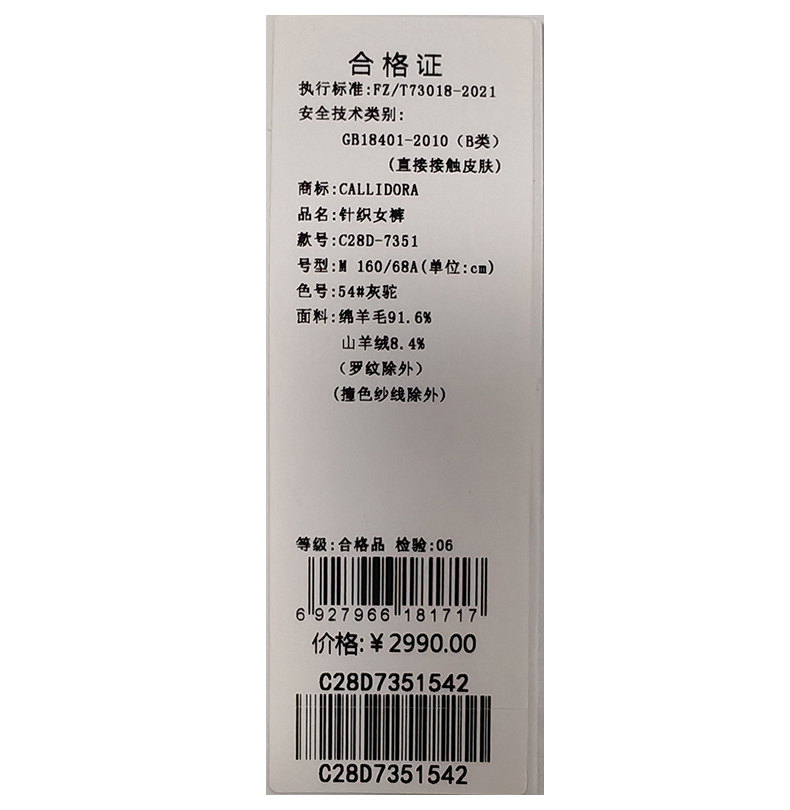 合格证
执行标准:FZ/T73018-2021
安全技术类别:
GB18401-2010（B类）
(直接接触皮肤)
商标:CALLIDORA
品名:针织女裤
款号:C28D-7351
号型:M 160/68A(单位:cm)
色号:54#灰驼
面料:绵羊毛91.6%
山羊绒8.4%
（罗纹除外）
(撞色纱线除外)
等级:合格品 检验:06
6 927966 181717
价格:￥2990.00
C28D7351542
C28D7351542